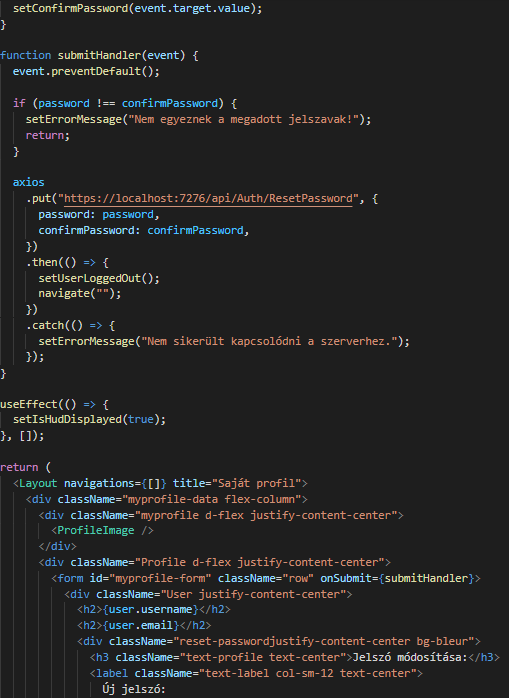 setConfirmPassword(event.target.value);
}
function submitHandler(event) {
event.preventDefault();
if (password !== confirmPassword) {
setErrorMessage("Nem egyeznek a megadott jelszavak!");
return;
}
axios
.put("https://localhost:7276/api/Auth/ResetPassword", {
password: password,
confirmPassword: confirmPassword,
})
.then(() => {
setUserLoggedOut();
navigate("");
})
.catch(() => {
setErrorMessage("Nem sikerült kapcsolódni a szerverhez.");
});
}
useEffect(() => {
setIsHudDisplayed(true);
}, []);
return (
<Layout navigations={[]} title="Saját profil">
<div className="myprofile-data flex-column">
<div className="myprofile d-flex justify-content-center">
<ProfileImage />
</div>
<div className="Profile d-flex justify-content-center">
<form id="myprofile-form" className="row" onSubmit={submitHandler}>
<div className="User justify-content-center">
<h2>{user.username}</h2>
<h2>{user.email}</h2>
<div className="reset-passwordjustify-content-center bg-bleur">
<h3 className="text-profile text-center">Jelszó módosítása:</h3>
<label className="text-label col-sm-12 text-center">
Új jelszó: